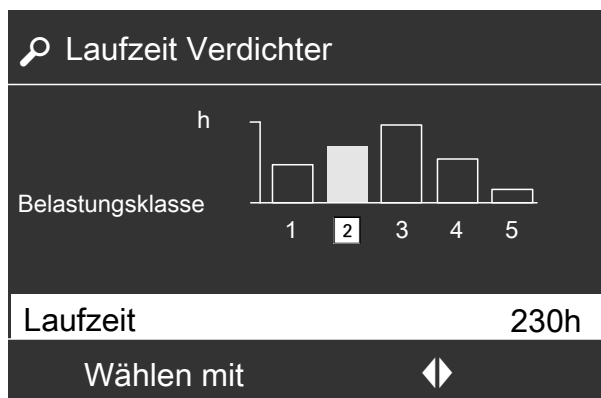 Laufzeit Verdichter
h
Belastungsklasse
1 2 3 4 5
Laufzeit 230h
Wählen mit